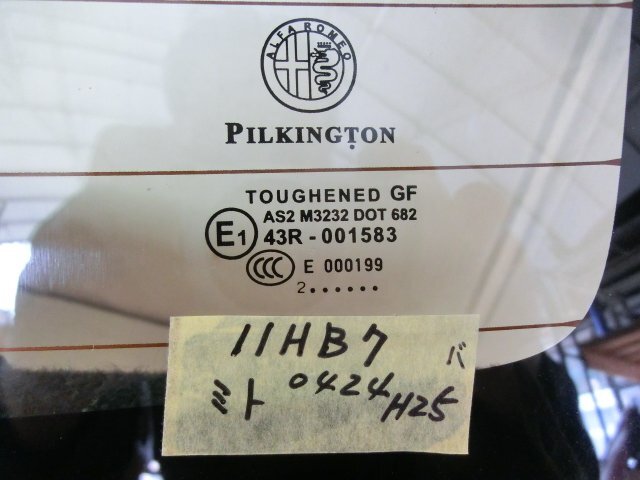 ALFA ROMEO
PILKINGTON
TOUGHENED GF
AS2 M3232 DOT 682
E1 43R - 001583
CCC E 000199
2......
11HB7 バ
ミト 0424 H25